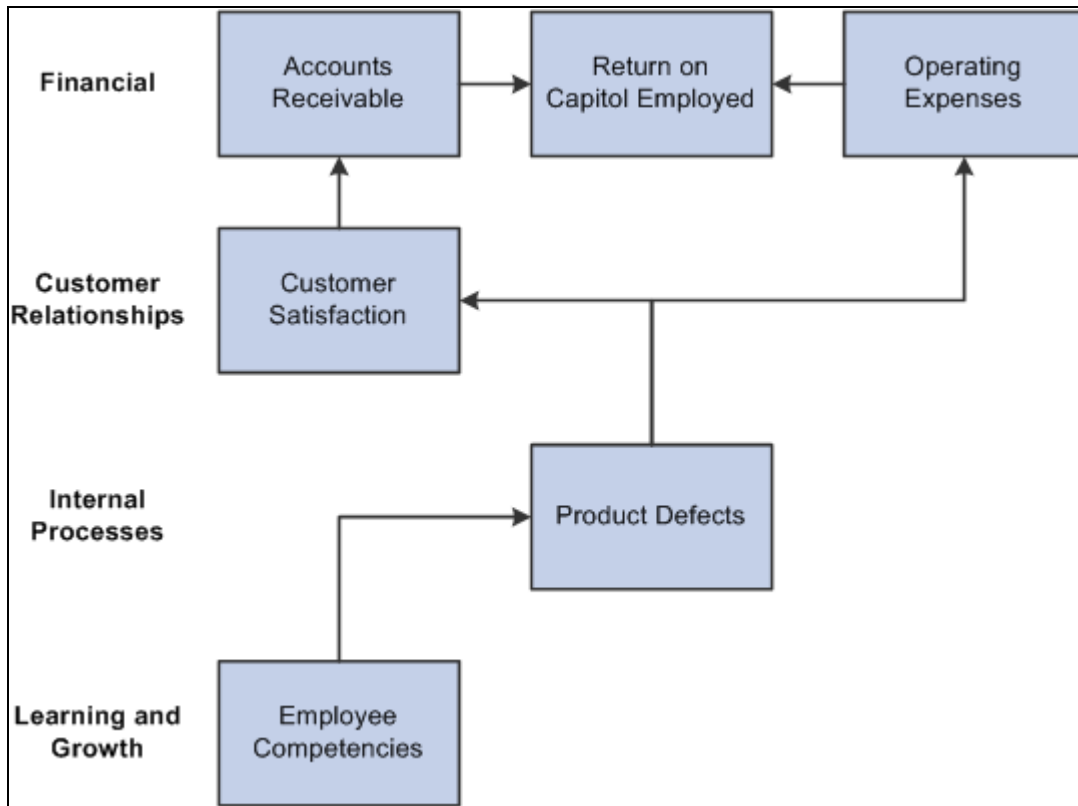 Financial
Accounts
Receivable
Return on
Capitol Employed
Operating
Expenses
Customer
Relationships
Customer
Satisfaction
Internal
Processes
Product Defects
Learning and
Growth
Employee
Competencies